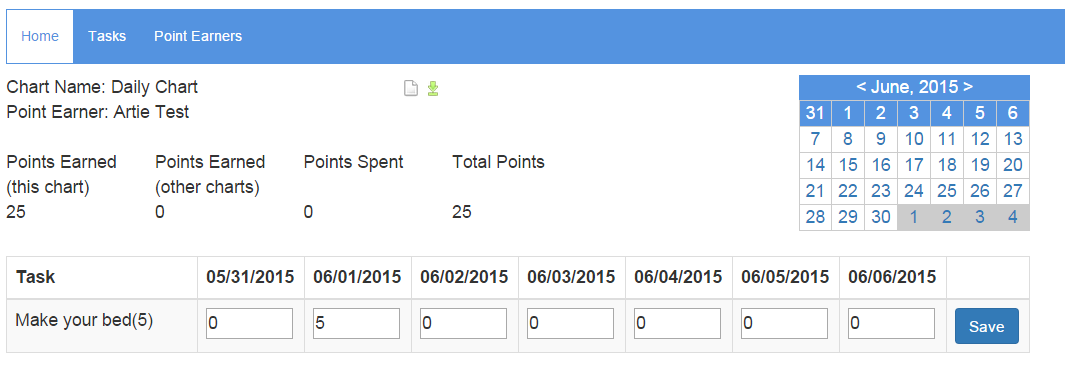 Home Tasks Point Earners
Chart Name: Daily Chart
Point Earner: Artie Test
< June, 2015 >
31 1 2 3 4 5 6
7 8 9 10 11 12 13
14 15 16 17 18 19 20
21 22 23 24 25 26 27
28 29 30 1 2 3 4
Points Earned (this chart) Points Earned (other charts) Points Spent Total Points
25 0 0 25
Task 05/31/2015 06/01/2015 06/02/2015 06/03/2015 06/04/2015 06/05/2015 06/06/2015
Make your bed(5) 0 5 0 0 0 0 0 Save